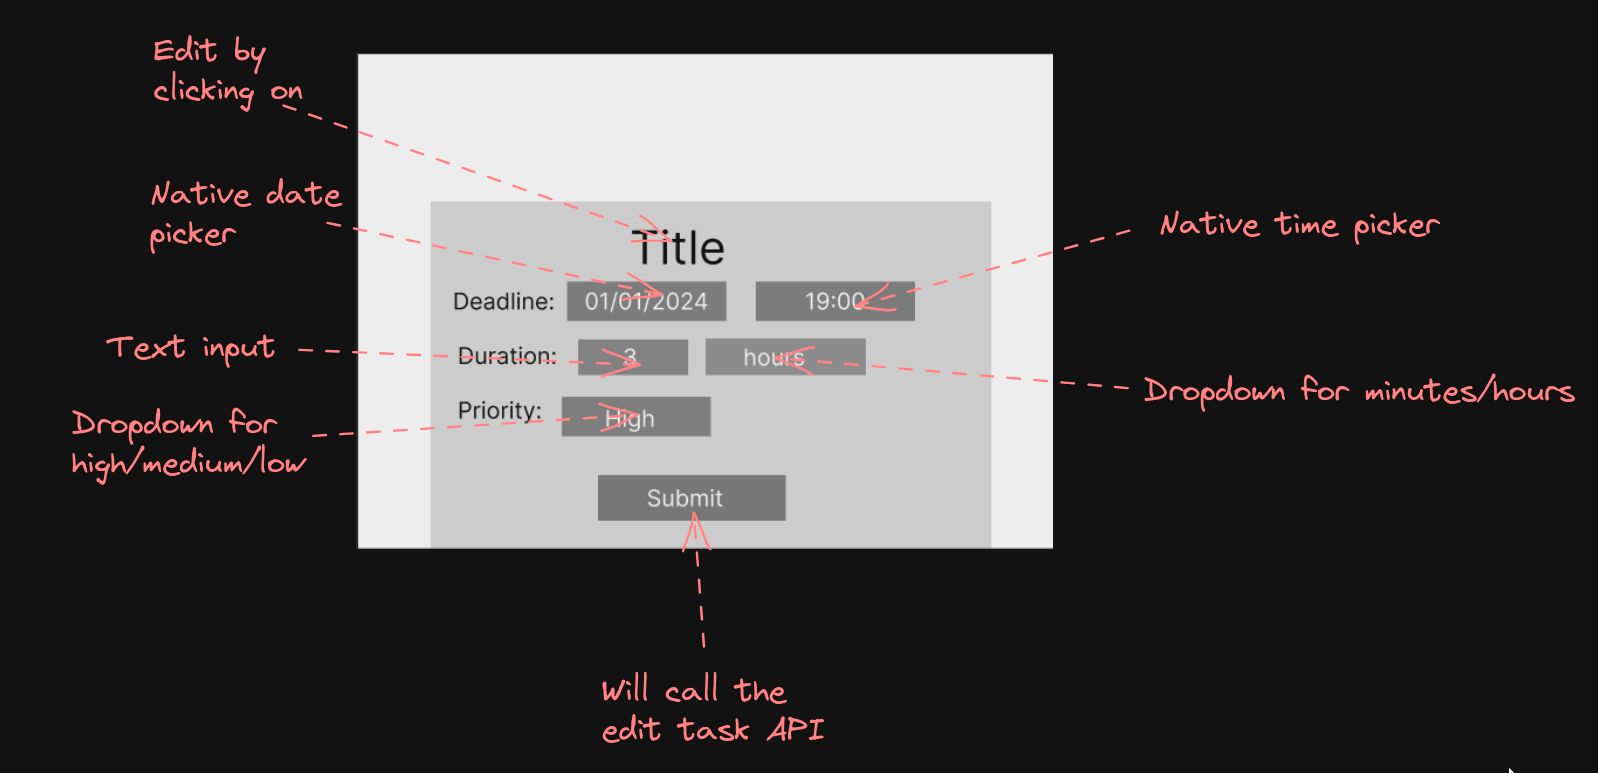 Edit by
clicking on
Native date
picker
Title
Native time picker
Deadline: 01/01/2024 19:00
Text input
Duration: 3 hours
Dropdown for minutes/hours
Dropdown for
high/medium/low
Priority: High
Submit
Will call the
edit task API